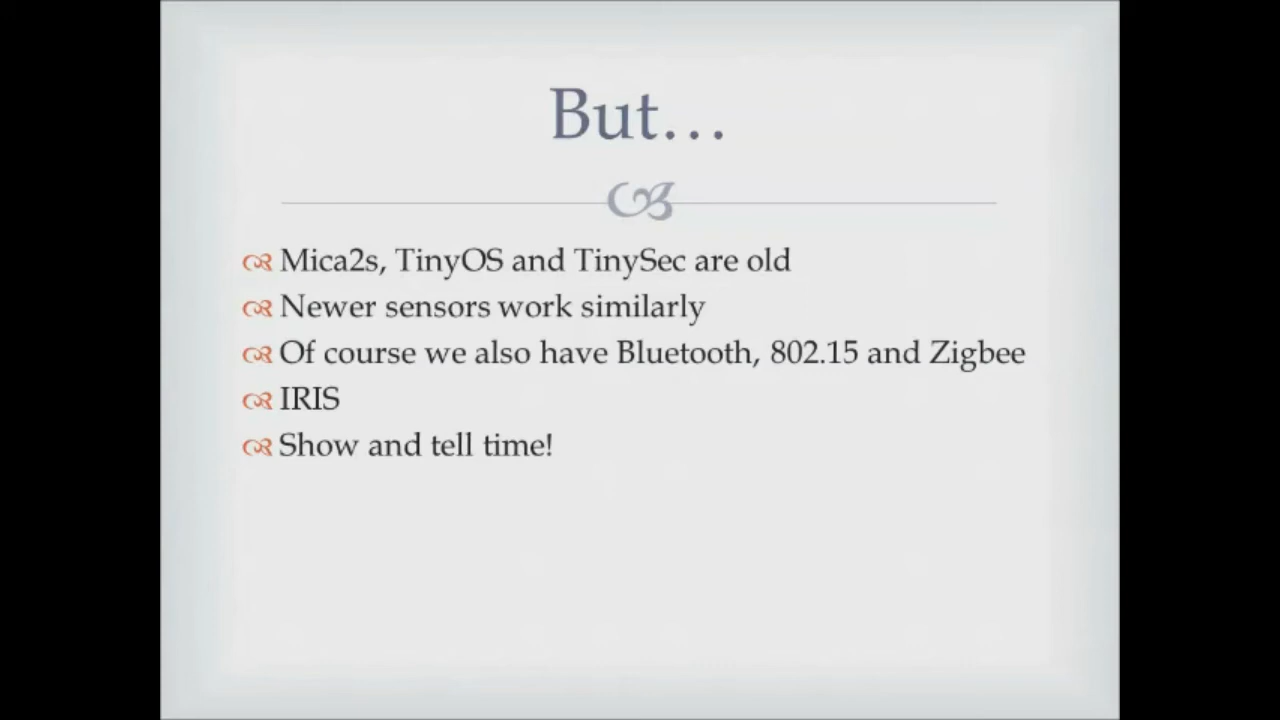 But...
Mica2s, TinyOS and TinySec are old
Newer sensors work similarly
Of course we also have Bluetooth, 802.15 and Zigbee
IRIS
Show and tell time!